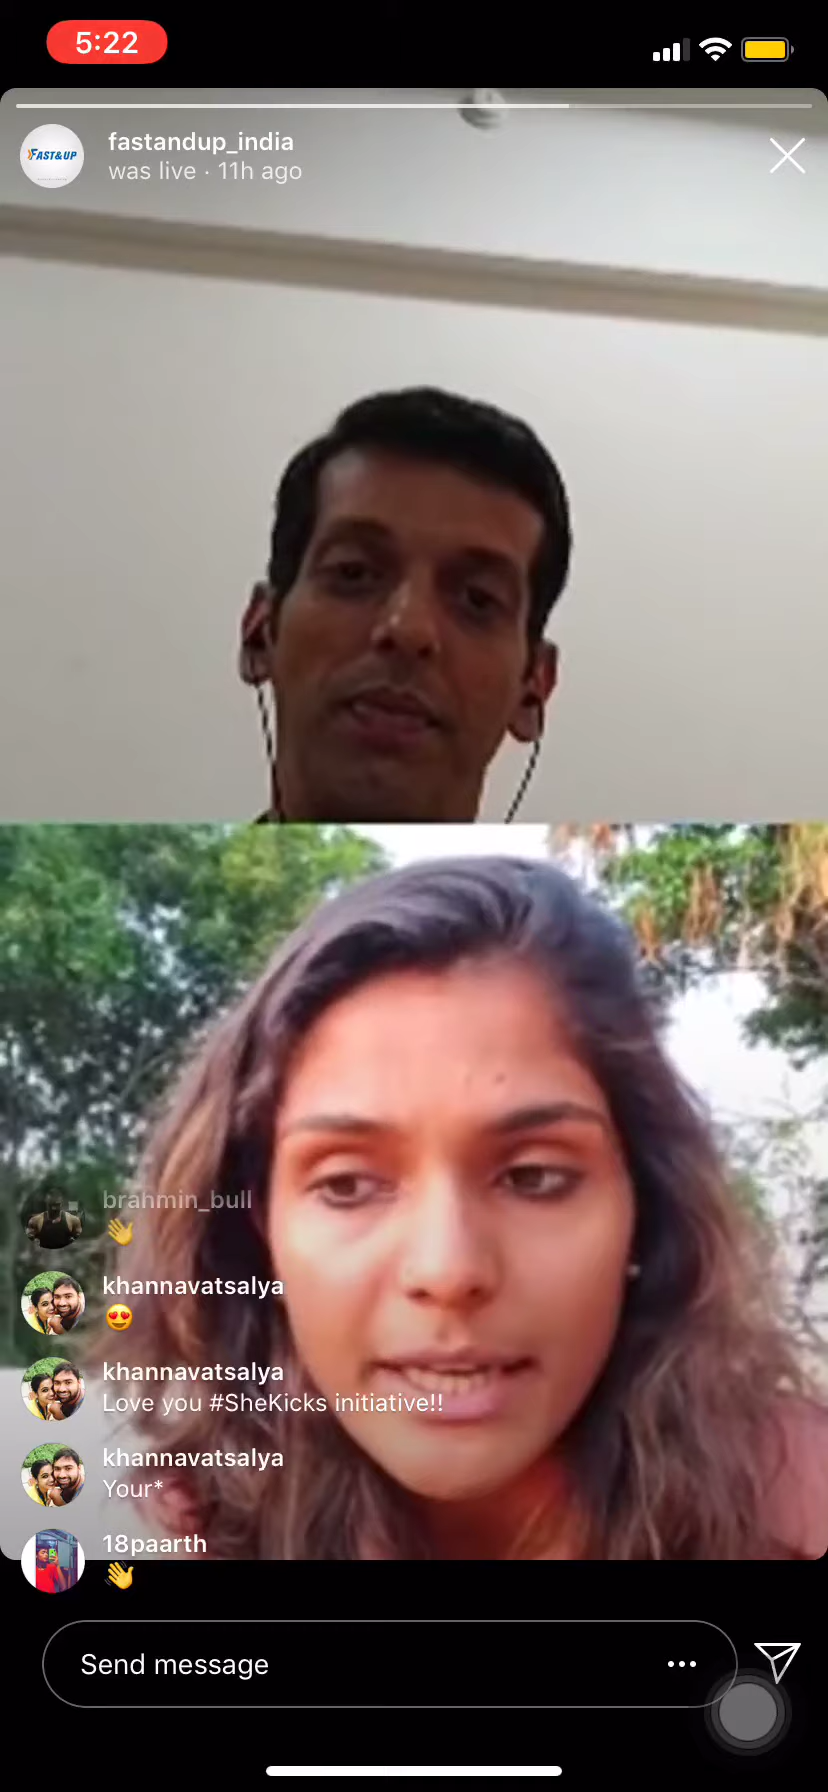 5:22
FAST&UP
fastandup_india
was live · 11h ago
brahmin_bull
👋
khannavatsalya
😍
khannavatsalya
Love you #SheKicks initiative!!
khannavatsalya
Your*
18paarth
👋
Send message